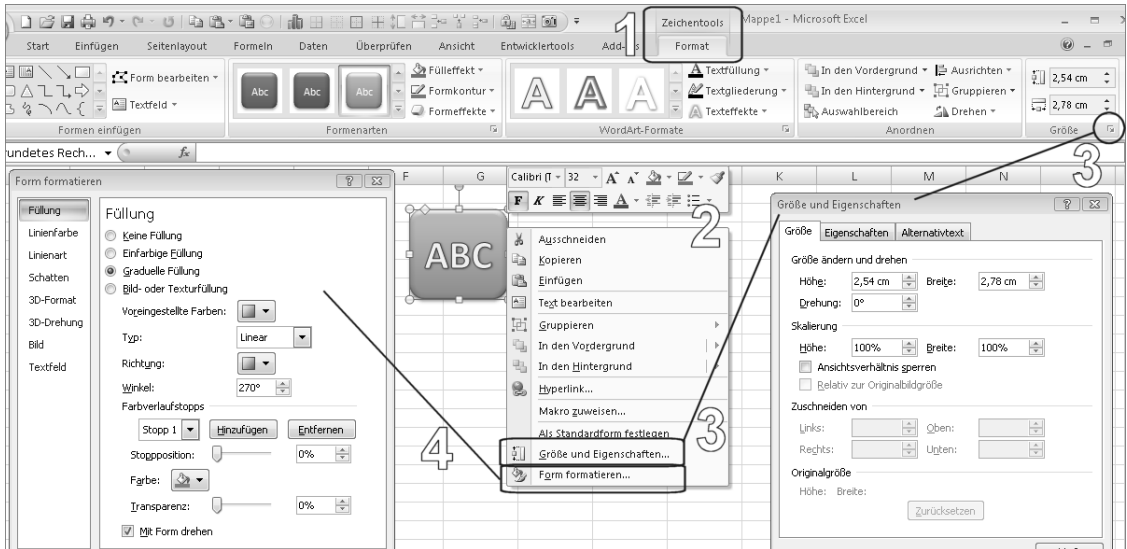 1
Zeichentools
Mappe1 - Microsoft Excel
Start Einfügen Seitenlayout Formeln Daten Überprüfen Ansicht Entwicklertools Format
Form bearbeiten
Textfeld
Formen einfügen
Abc Abc Abc
Fülleffekt
Formkontur
Formeffekte
Formenarten
A A A
Textfüllung
Textgliederung
Texteffekte
WordArt-Formate
In den Vordergrund
In den Hintergrund
Auswahlbereich
Ausrichten
Gruppieren
Drehen
Anordnen
2,54 cm
2,78 cm
Größe
3
undetes Rech... fx
F G K L M N
Form formatieren
Füllung
Linienfarbe
Linienart
Schatten
3D-Format
3D-Drehung
Bild
Textfeld
Füllung
Keine Füllung
Einfarbige Füllung
Graduelle Füllung
Bild- oder Texturfüllung
Voreingestellte Farben:
Typ: Linear
Richtung:
Winkel: 270°
Farbverlaufstopps
Stopp 1 Hinzufügen Entfernen
Stoppposition: 0%
Farbe:
Transparenz: 0%
Mit Form drehen
ABC
Calibri (T 32 A A
F K A
2
Ausschneiden
Kopieren
Einfügen
Text bearbeiten
Gruppieren
In den Vordergrund
In den Hintergrund
Hyperlink...
Makro zuweisen...
Als Standardform festlegen
Größe und Eigenschaften...
Form formatieren...
3
4
Größe und Eigenschaften
Größe Eigenschaften Alternativtext
Größe ändern und drehen
Höhe: 2,54 cm Breite: 2,78 cm
Drehung: 0°
Skalierung
Höhe: 100% Breite: 100%
Ansichtsverhältnis sperren
Relativ zur Originalbildgröße
Zuschneiden von
Links: Oben:
Rechts: Unten:
Originalgröße
Höhe: Breite:
Zurücksetzen